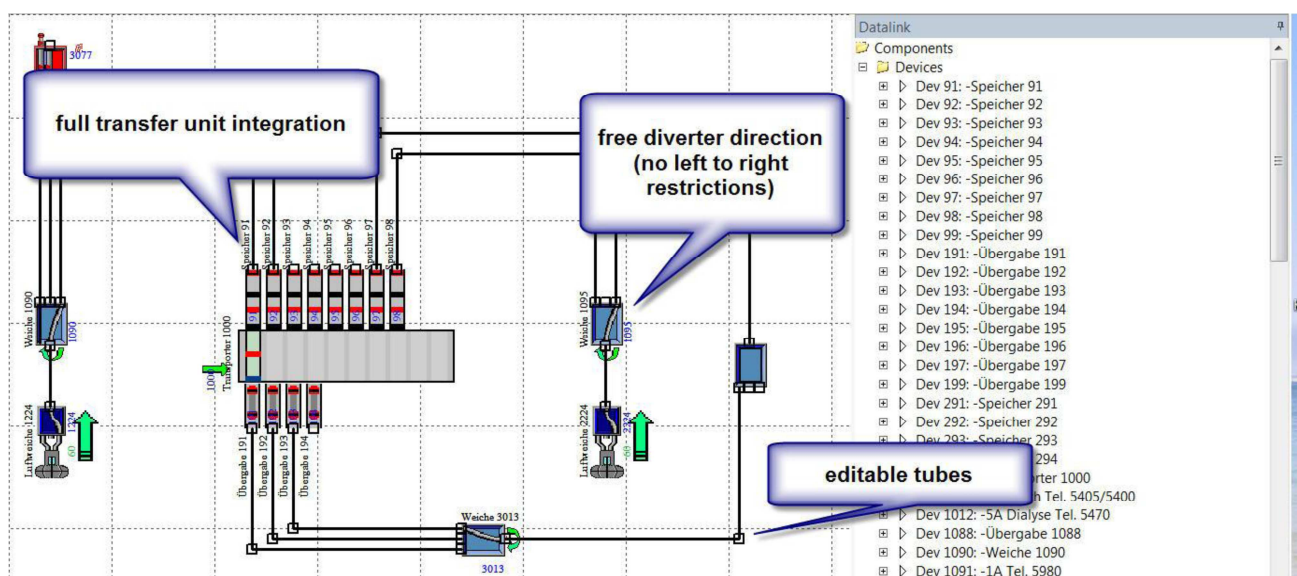 3077
full transfer unit integration
free diverter direction
(no left to right
restrictions)
Speicher 91
Speicher 92
Speicher 93
Speicher 94
Speicher 95
Speicher 96
Speicher 97
Speicher 98
91
92
93
94
95
96
97
98
Weiche 1090
1090
Transporter 1000
1000
Weiche 1095
1095
Luftweiche 1224
1224
60
Luftweiche 2224
2224
60
Übergabe 191
Übergabe 192
Übergabe 193
Übergabe 194
editable tubes
Weiche 3013
3013
Datalink
Components
Devices
Dev 91: -Speicher 91
Dev 92: -Speicher 92
Dev 93: -Speicher 93
Dev 94: -Speicher 94
Dev 95: -Speicher 95
Dev 96: -Speicher 96
Dev 97: -Speicher 97
Dev 98: -Speicher 98
Dev 99: -Speicher 99
Dev 191: -Übergabe 191
Dev 192: -Übergabe 192
Dev 193: -Übergabe 193
Dev 194: -Übergabe 194
Dev 195: -Übergabe 195
Dev 196: -Übergabe 196
Dev 197: -Übergabe 197
Dev 199: -Übergabe 199
Dev 291: -Speicher 291
Dev 292: -Speicher 292
Dev 293: -Speicher 293
294
rter 1000
h Tel. 5405/5400
Dev 1012: -5A Dialyse Tel. 5470
Dev 1088: -Übergabe 1088
Dev 1090: -Weiche 1090
Dev 1091: -1A Tel. 5980